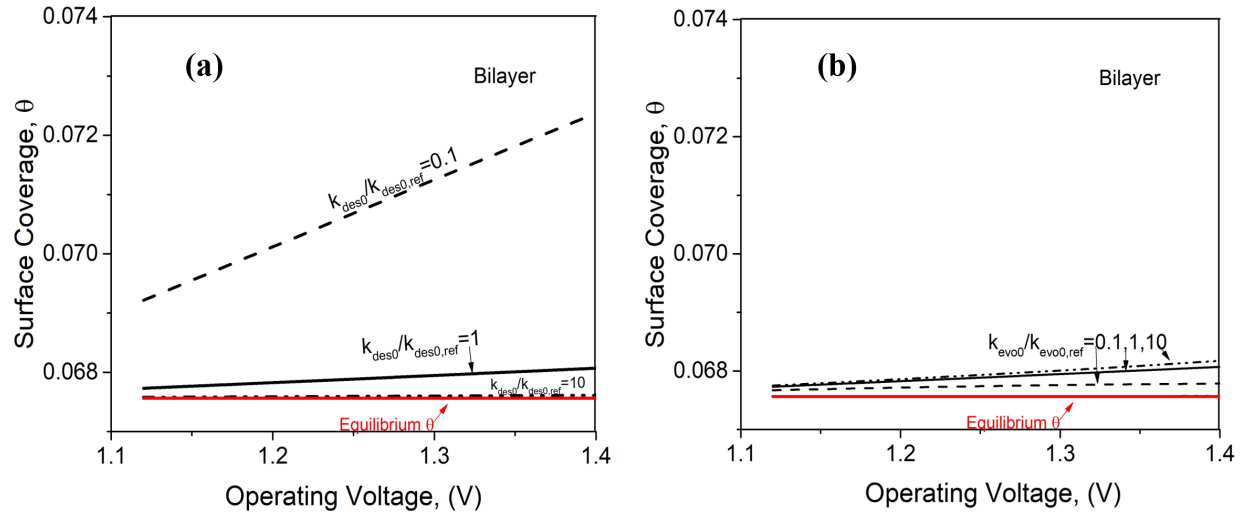 (a)
Bilayer
Surface Coverage, θ
0.074
0.072
0.070
0.068
k_des0/k_des0,ref=0.1
k_des0/k_des0,ref=1
k_des0/k_des0,ref=10
Equilibrium θ
1.1 1.2 1.3 1.4
Operating Voltage, (V)
(b)
Bilayer
Surface Coverage, θ
0.074
0.072
0.070
0.068
k_evo0/k_evo0,ref=0.1,1,10
Equilibrium θ
1.1 1.2 1.3 1.4
Operating Voltage, (V)